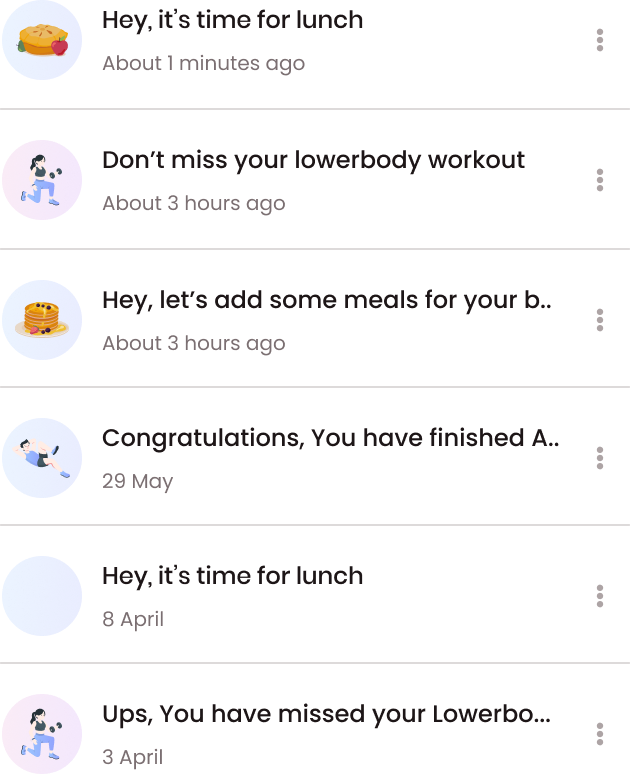 Hey, it’s time for lunch
About 1 minutes ago
Don’t miss your lowerbody workout
About 3 hours ago
Hey, let’s add some meals for your b..
About 3 hours ago
Congratulations, You have finished A..
29 May
Hey, it’s time for lunch
8 April
Ups, You have missed your Lowerbo...
3 April